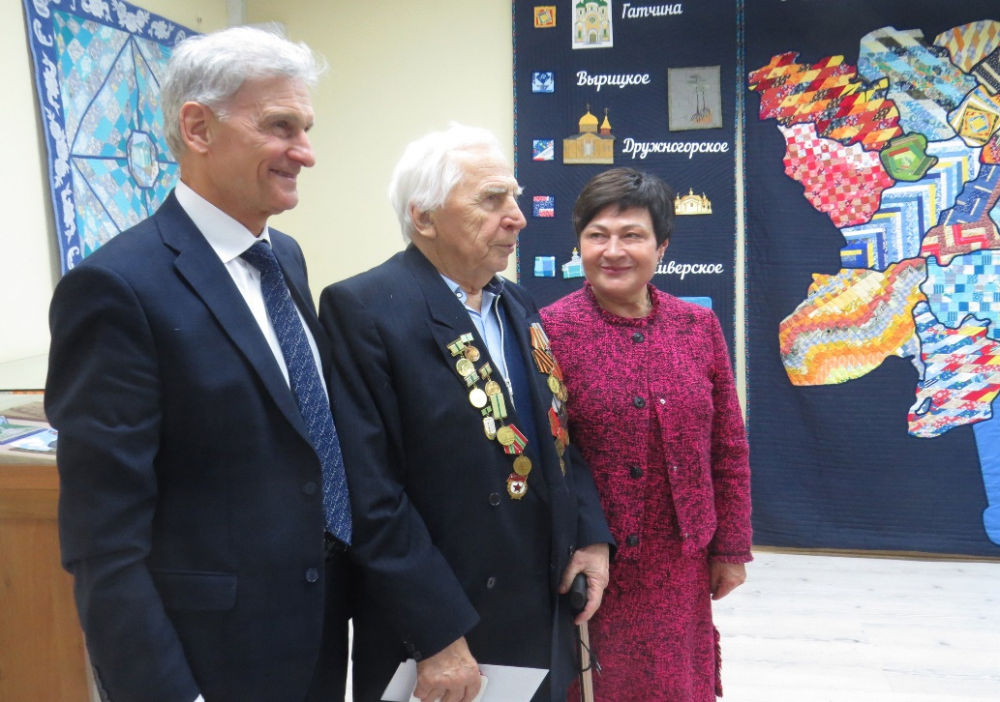 Гатчина
Вырицкое
Дружногорское
иверское